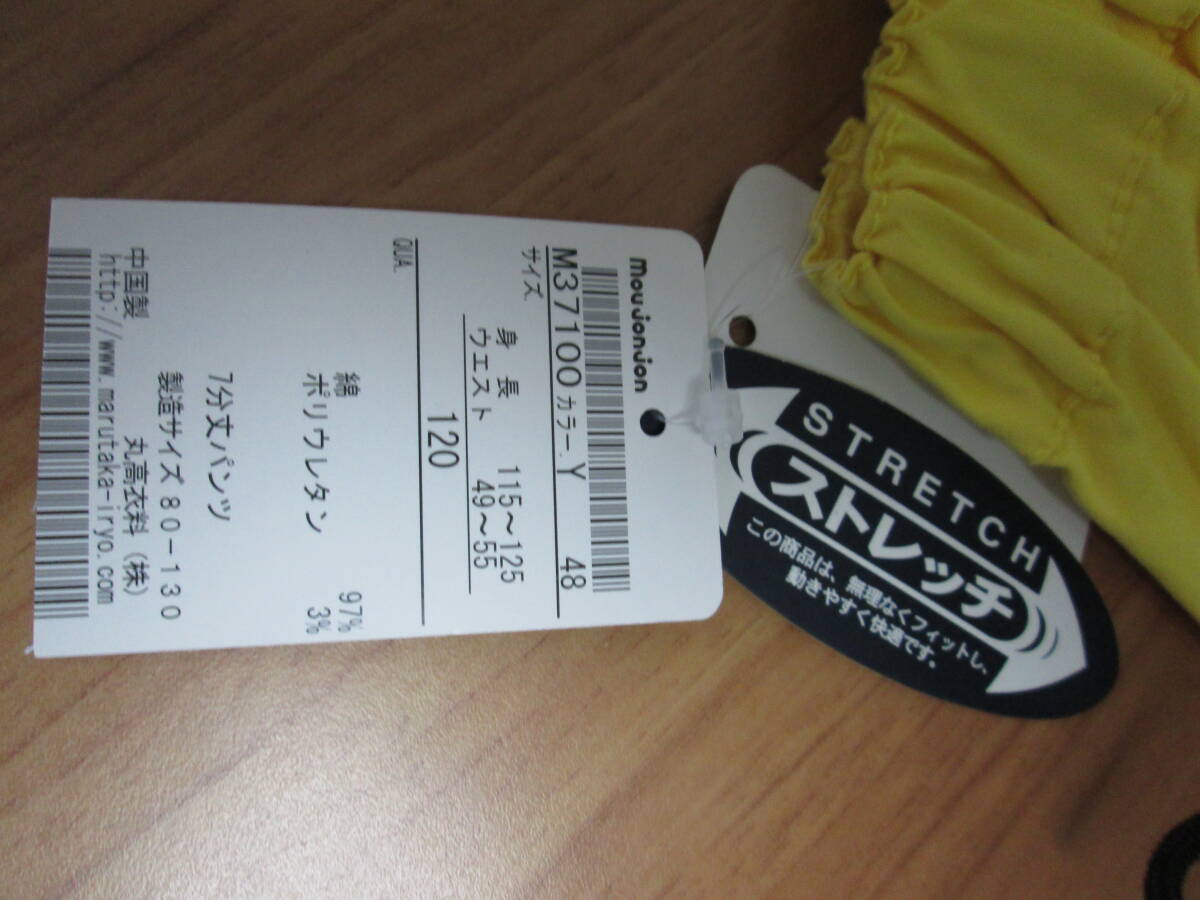 moujonjon
M37100 カラー. Y 48
サイズ
身長 115～125
ウェスト 49～55
120
QUA.
綿 97%
ポリウレタン 3%
7分丈パンツ
製造サイズ80-130
丸高衣料(株)
中国製
http://www.marutaka-iryo.com
STRETCH
ストレッチ
この商品は、無理なくフィットし、
動きやすく快適です。